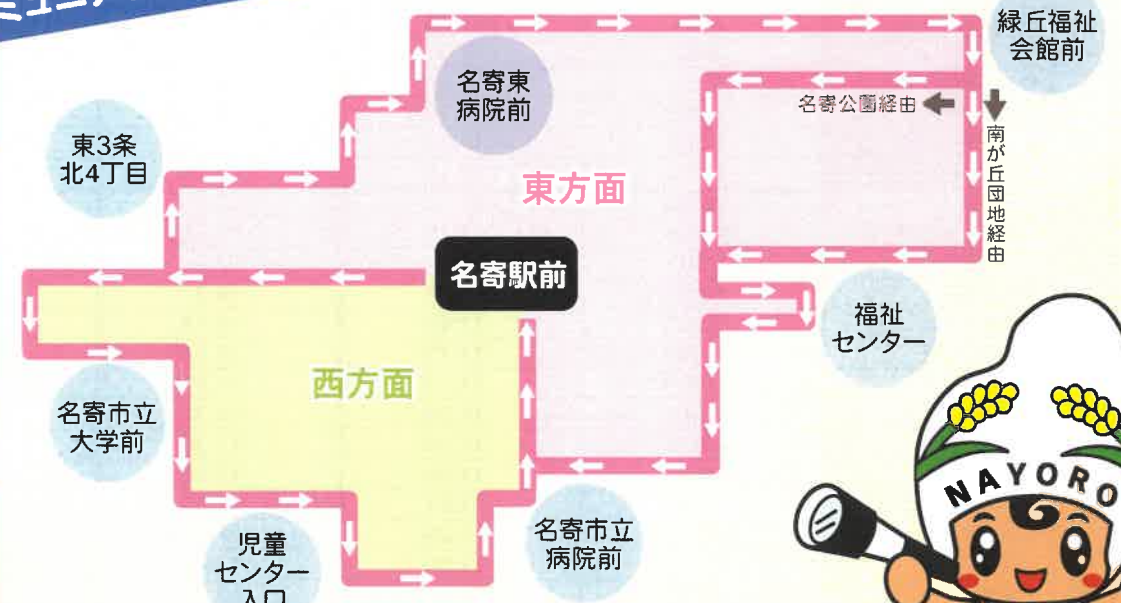 緑丘福祉
会館前
名寄東
病院前
名寄公園経由
南が丘団地経由
東3条
北4丁目
東方面
名寄駅前
福祉
センター
西方面
名寄市立
大学前
NAYORO
名寄市立
病院前
児童
センター
入口